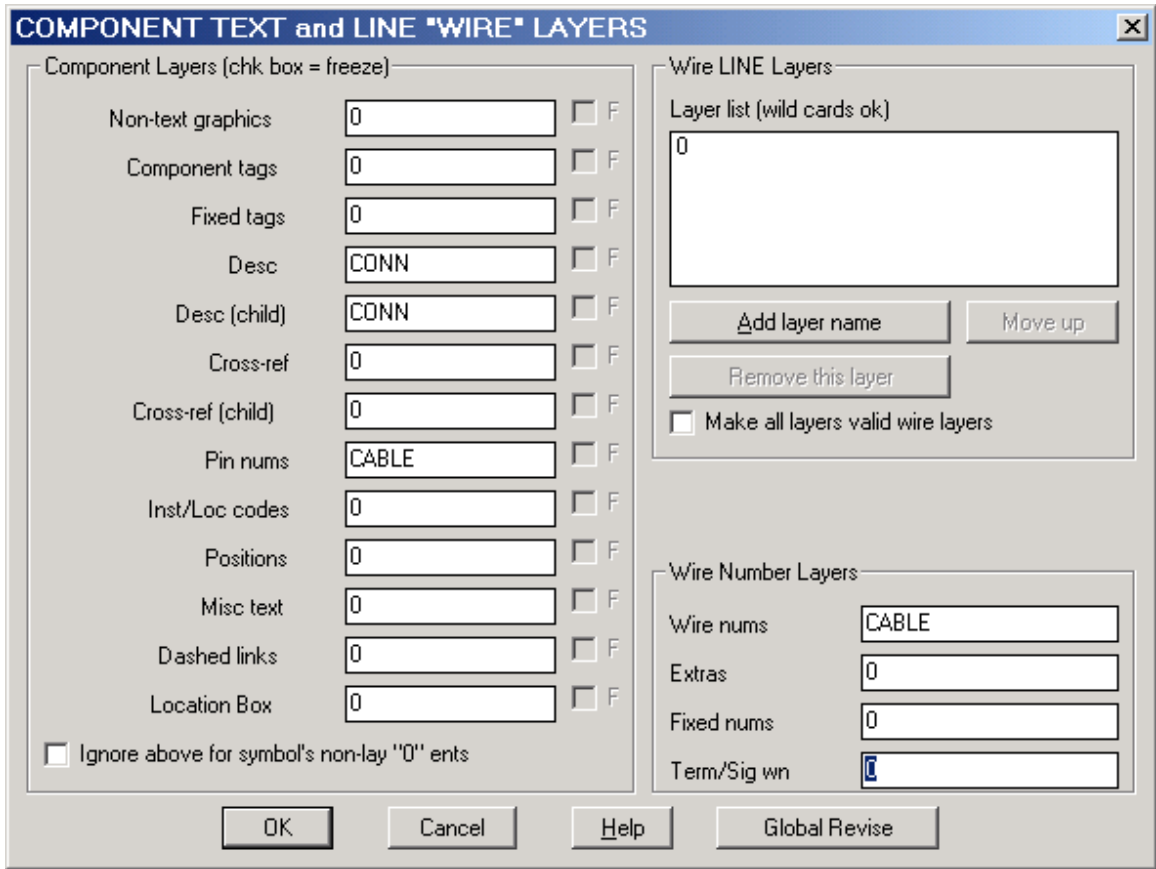 COMPONENT TEXT and LINE "WIRE" LAYERS
Component Layers (chk box = freeze)
Non-text graphics 0 F
Component tags 0 F
Fixed tags 0 F
Desc CONN F
Desc (child) CONN F
Cross-ref 0 F
Cross-ref (child) 0 F
Pin nums CABLE F
Inst/Loc codes 0 F
Positions 0 F
Misc text 0 F
Dashed links 0 F
Location Box 0 F
Ignore above for symbol's non-lay "0" ents
Wire LINE Layers
Layer list (wild cards ok)
0
Add layer name Move up
Remove this layer
Make all layers valid wire layers
Wire Number Layers
Wire nums CABLE
Extras 0
Fixed nums 0
Term/Sig wn 0
OK Cancel Help Global Revise